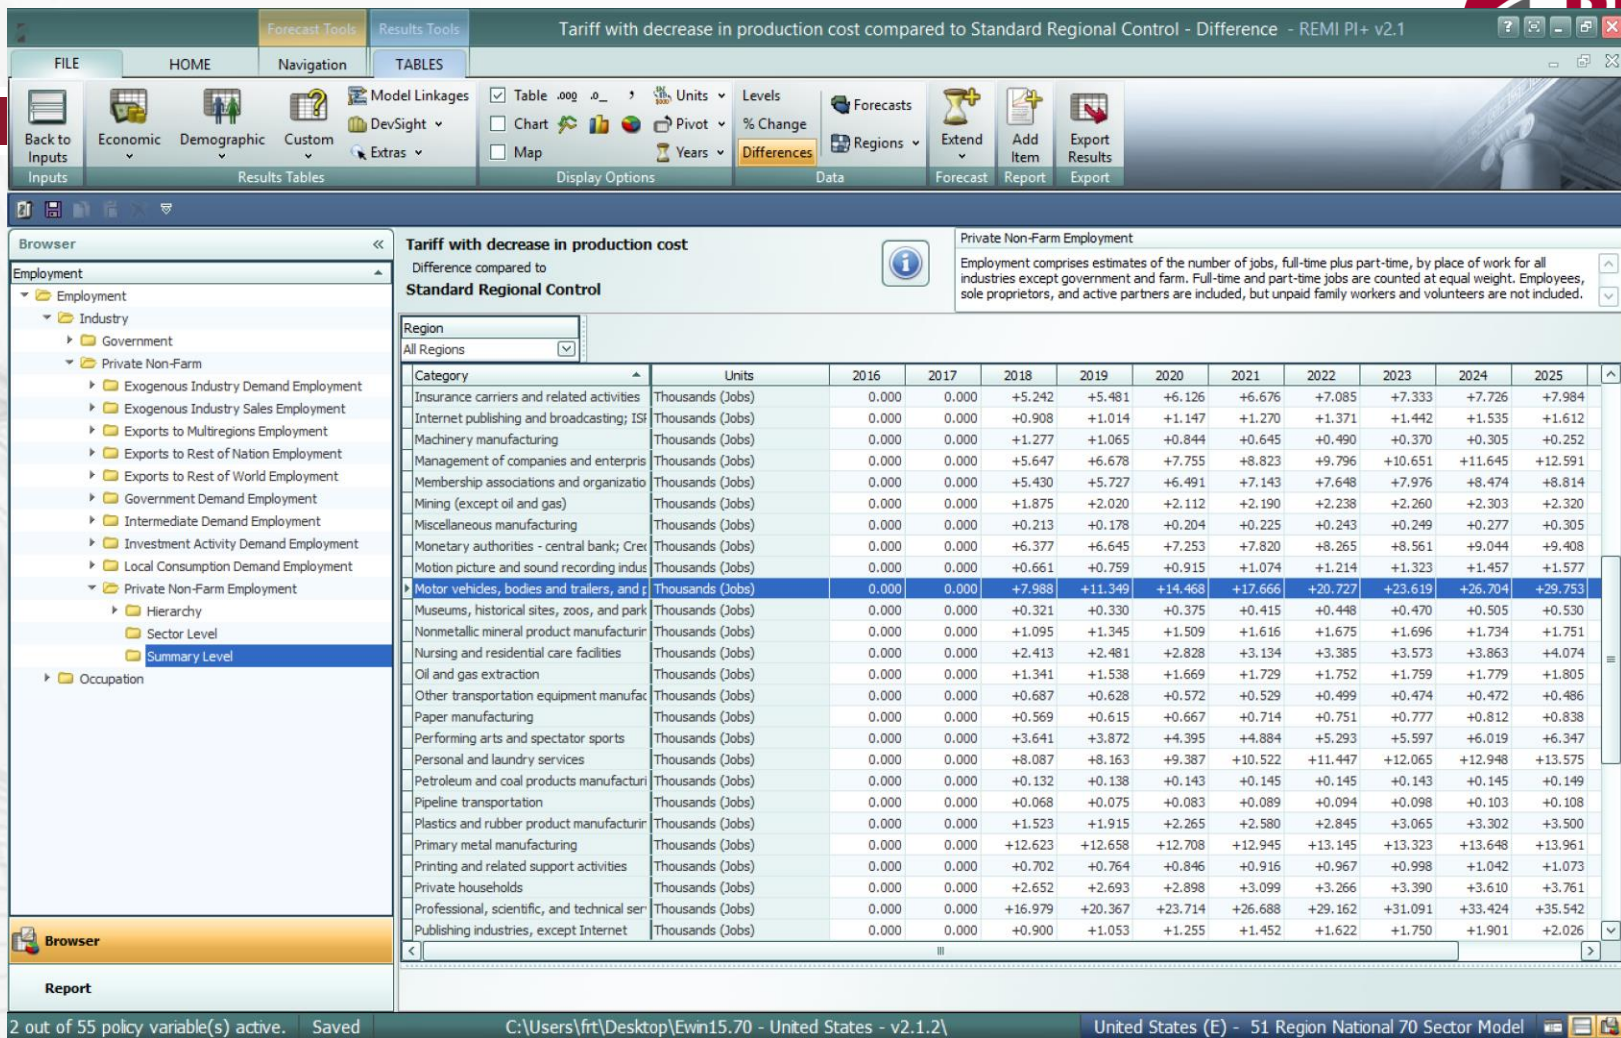 Forecast Tools Results Tools Tariff with decrease in production cost compared to Standard Regional Control - Difference - REMI PI+ v2.1
FILE HOME Navigation TABLES
Back to Inputs
Economic
Demographic
Custom
Model Linkages
DevSight
Extras
Table .000 .0_ , Units
Chart Pivot
Map Years
Levels
% Change
Differences
Forecasts
Regions
Extend
Add Item
Export Results
Inputs Results Tables Display Options Data Forecast Report Export
Browser «
Employment
Employment
Industry
Government
Private Non-Farm
Exogenous Industry Demand Employment
Exogenous Industry Sales Employment
Exports to Multiregions Employment
Exports to Rest of Nation Employment
Exports to Rest of World Employment
Government Demand Employment
Intermediate Demand Employment
Investment Activity Demand Employment
Local Consumption Demand Employment
Private Non-Farm Employment
Hierarchy
Sector Level
Summary Level
Occupation
Browser
Report
Tariff with decrease in production cost
Difference compared to
Standard Regional Control
Private Non-Farm Employment
Employment comprises estimates of the number of jobs, full-time plus part-time, by place of work for all
industries except government and farm. Full-time and part-time jobs are counted at equal weight. Employees,
sole proprietors, and active partners are included, but unpaid family workers and volunteers are not included.
Region
All Regions
Category Units 2016 2017 2018 2019 2020 2021 2022 2023 2024 2025
Insurance carriers and related activities Thousands (Jobs) 0.000 0.000 +5.242 +5.481 +6.126 +6.676 +7.085 +7.333 +7.726 +7.984
Internet publishing and broadcasting; ISP Thousands (Jobs) 0.000 0.000 +0.908 +1.014 +1.147 +1.270 +1.371 +1.442 +1.535 +1.612
Machinery manufacturing Thousands (Jobs) 0.000 0.000 +1.277 +1.065 +0.844 +0.645 +0.490 +0.370 +0.305 +0.252
Management of companies and enterpris Thousands (Jobs) 0.000 0.000 +5.647 +6.678 +7.755 +8.823 +9.796 +10.651 +11.645 +12.591
Membership associations and organizatio Thousands (Jobs) 0.000 0.000 +5.430 +5.727 +6.491 +7.143 +7.648 +7.976 +8.474 +8.814
Mining (except oil and gas) Thousands (Jobs) 0.000 0.000 +1.875 +2.020 +2.112 +2.190 +2.238 +2.260 +2.303 +2.320
Miscellaneous manufacturing Thousands (Jobs) 0.000 0.000 +0.213 +0.178 +0.204 +0.225 +0.243 +0.249 +0.277 +0.305
Monetary authorities - central bank; Cred Thousands (Jobs) 0.000 0.000 +6.377 +6.645 +7.253 +7.820 +8.265 +8.561 +9.044 +9.408
Motion picture and sound recording indus Thousands (Jobs) 0.000 0.000 +0.661 +0.759 +0.915 +1.074 +1.214 +1.323 +1.457 +1.577
Motor vehicles, bodies and trailers, and p Thousands (Jobs) 0.000 0.000 +7.988 +11.349 +14.468 +17.666 +20.727 +23.619 +26.704 +29.753
Museums, historical sites, zoos, and park Thousands (Jobs) 0.000 0.000 +0.321 +0.330 +0.375 +0.415 +0.448 +0.470 +0.505 +0.530
Nonmetallic mineral product manufacturin Thousands (Jobs) 0.000 0.000 +1.095 +1.345 +1.509 +1.616 +1.675 +1.696 +1.734 +1.751
Nursing and residential care facilities Thousands (Jobs) 0.000 0.000 +2.413 +2.481 +2.828 +3.134 +3.385 +3.573 +3.863 +4.074
Oil and gas extraction Thousands (Jobs) 0.000 0.000 +1.341 +1.538 +1.669 +1.729 +1.752 +1.759 +1.779 +1.805
Other transportation equipment manufac Thousands (Jobs) 0.000 0.000 +0.687 +0.628 +0.572 +0.529 +0.499 +0.474 +0.472 +0.486
Paper manufacturing Thousands (Jobs) 0.000 0.000 +0.569 +0.615 +0.667 +0.714 +0.751 +0.777 +0.812 +0.838
Performing arts and spectator sports Thousands (Jobs) 0.000 0.000 +3.641 +3.872 +4.395 +4.884 +5.293 +5.597 +6.019 +6.347
Personal and laundry services Thousands (Jobs) 0.000 0.000 +8.087 +8.163 +9.387 +10.522 +11.447 +12.065 +12.948 +13.575
Petroleum and coal products manufacturi Thousands (Jobs) 0.000 0.000 +0.132 +0.138 +0.143 +0.145 +0.145 +0.143 +0.145 +0.149
Pipeline transportation Thousands (Jobs) 0.000 0.000 +0.068 +0.075 +0.083 +0.089 +0.094 +0.098 +0.103 +0.108
Plastics and rubber product manufacturin Thousands (Jobs) 0.000 0.000 +1.523 +1.915 +2.265 +2.580 +2.845 +3.065 +3.302 +3.500
Primary metal manufacturing Thousands (Jobs) 0.000 0.000 +12.623 +12.658 +12.708 +12.945 +13.145 +13.323 +13.648 +13.961
Printing and related support activities Thousands (Jobs) 0.000 0.000 +0.702 +0.764 +0.846 +0.916 +0.967 +0.998 +1.042 +1.073
Private households Thousands (Jobs) 0.000 0.000 +2.652 +2.693 +2.898 +3.099 +3.266 +3.390 +3.610 +3.761
Professional, scientific, and technical ser Thousands (Jobs) 0.000 0.000 +16.979 +20.367 +23.714 +26.688 +29.162 +31.091 +33.424 +35.542
Publishing industries, except Internet Thousands (Jobs) 0.000 0.000 +0.900 +1.053 +1.255 +1.452 +1.622 +1.750 +1.901 +2.026
2 out of 55 policy variable(s) active. Saved C:\Users\frt\Desktop\Ewin15.70 - United States - v2.1.2\ United States (E) - 51 Region National 70 Sector Model